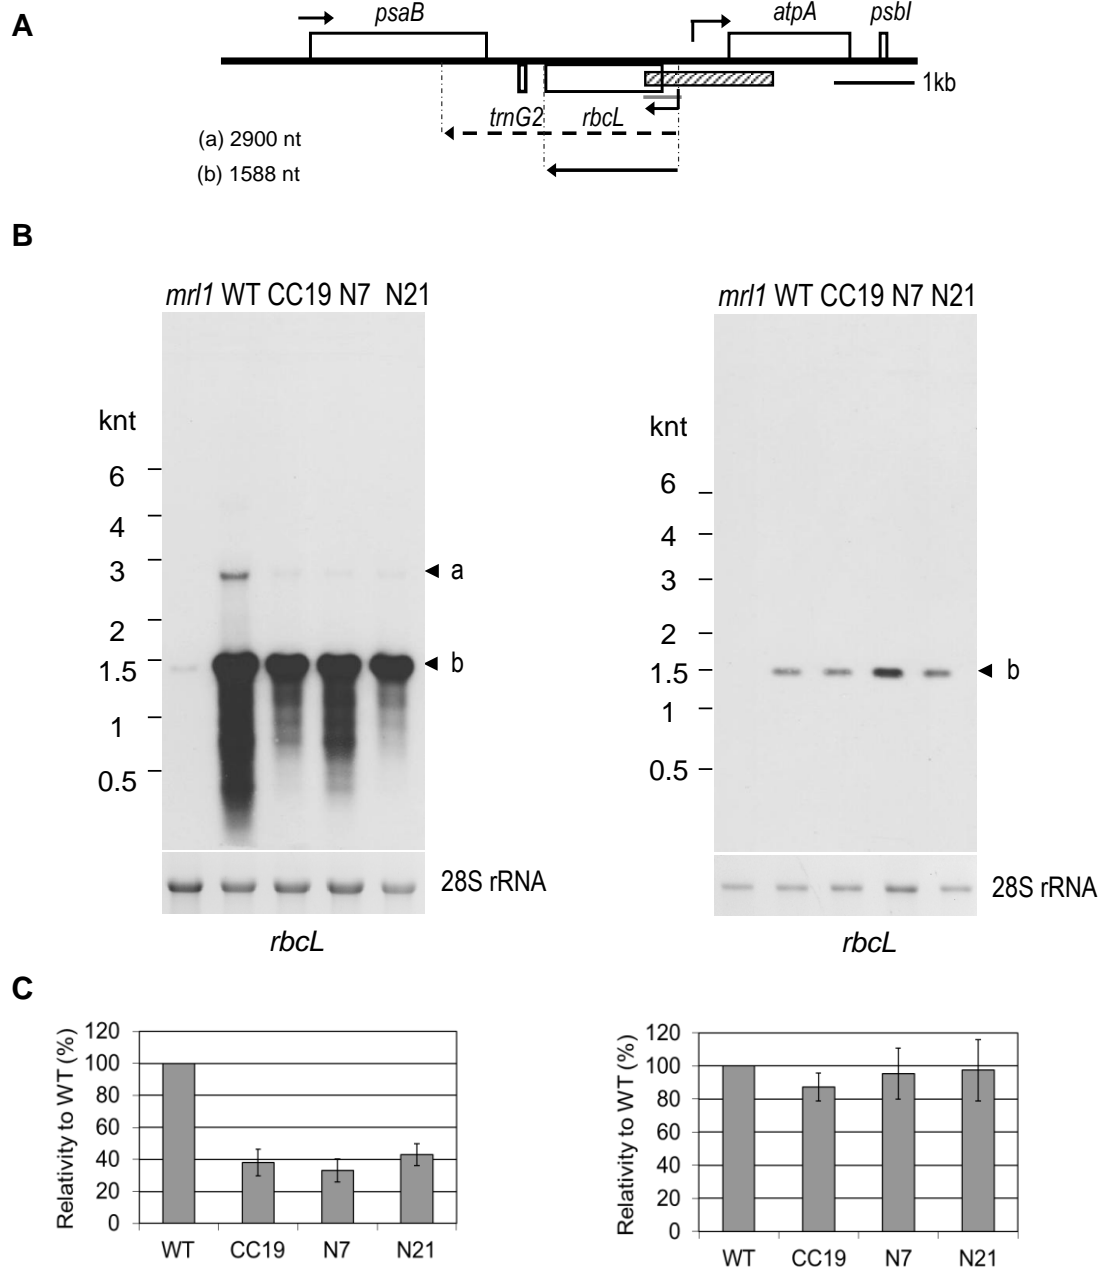 A
psaB
atpA
psbI
1kb
trnG2
rbcL
(a) 2900 nt
(b) 1588 nt
B
mrl1 WT CC19 N7 N21
knt
6
4
3
2
1.5
1
0.5
a
b
28S rRNA
rbcL
mrl1 WT CC19 N7 N21
knt
6
4
3
2
1.5
1
0.5
b
28S rRNA
rbcL
C
Relativity to WT (%)
120
100
80
60
40
20
0
WT CC19 N7 N21
Relativity to WT (%)
120
100
80
60
40
20
0
WT CC19 N7 N21